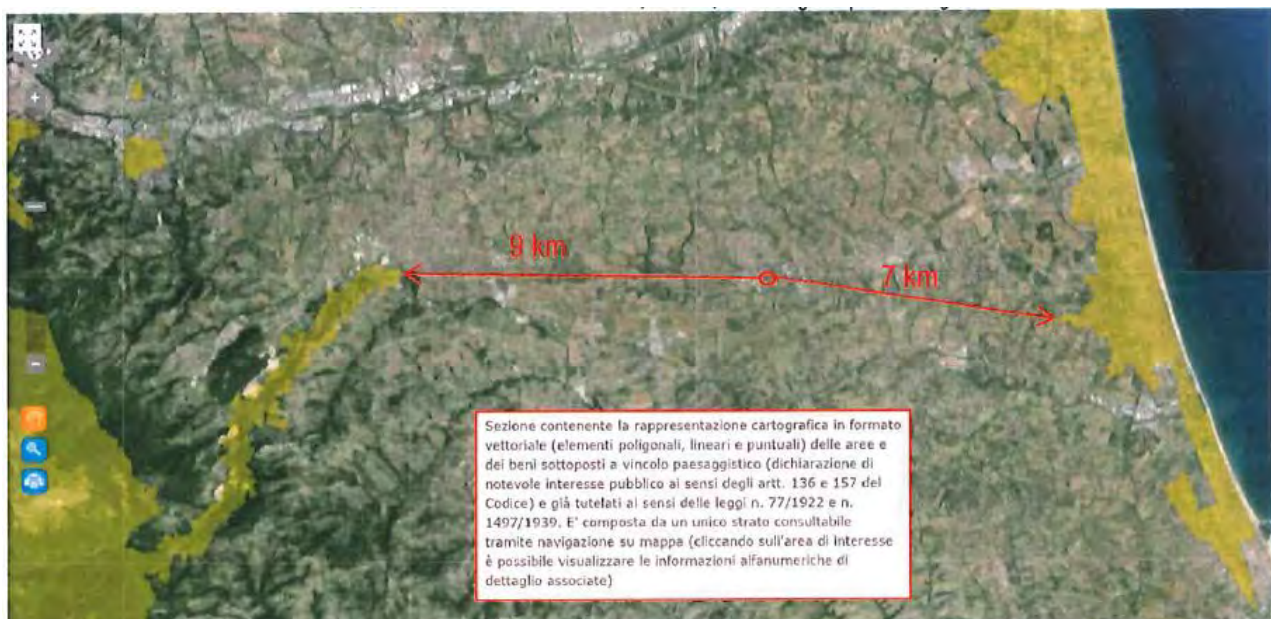 9 km
7 km
Sezione contenente la rappresentazione cartografica in formato
vettoriale (elementi poligonali, lineari e puntuali) delle aree e
dei beni sottoposti a vincolo paesaggistico (dichiarazione di
notevole interesse pubblico ai sensi degli artt. 136 e 157 del
Codice) e già tutelati ai sensi delle leggi n. 77/1922 e n.
1497/1939. E' composta da un unico strato consultabile
tramite navigazione su mappa (cliccando sull'area di interesse
è possibile visualizzare le informazioni alfanumeriche di
dettaglio associate)